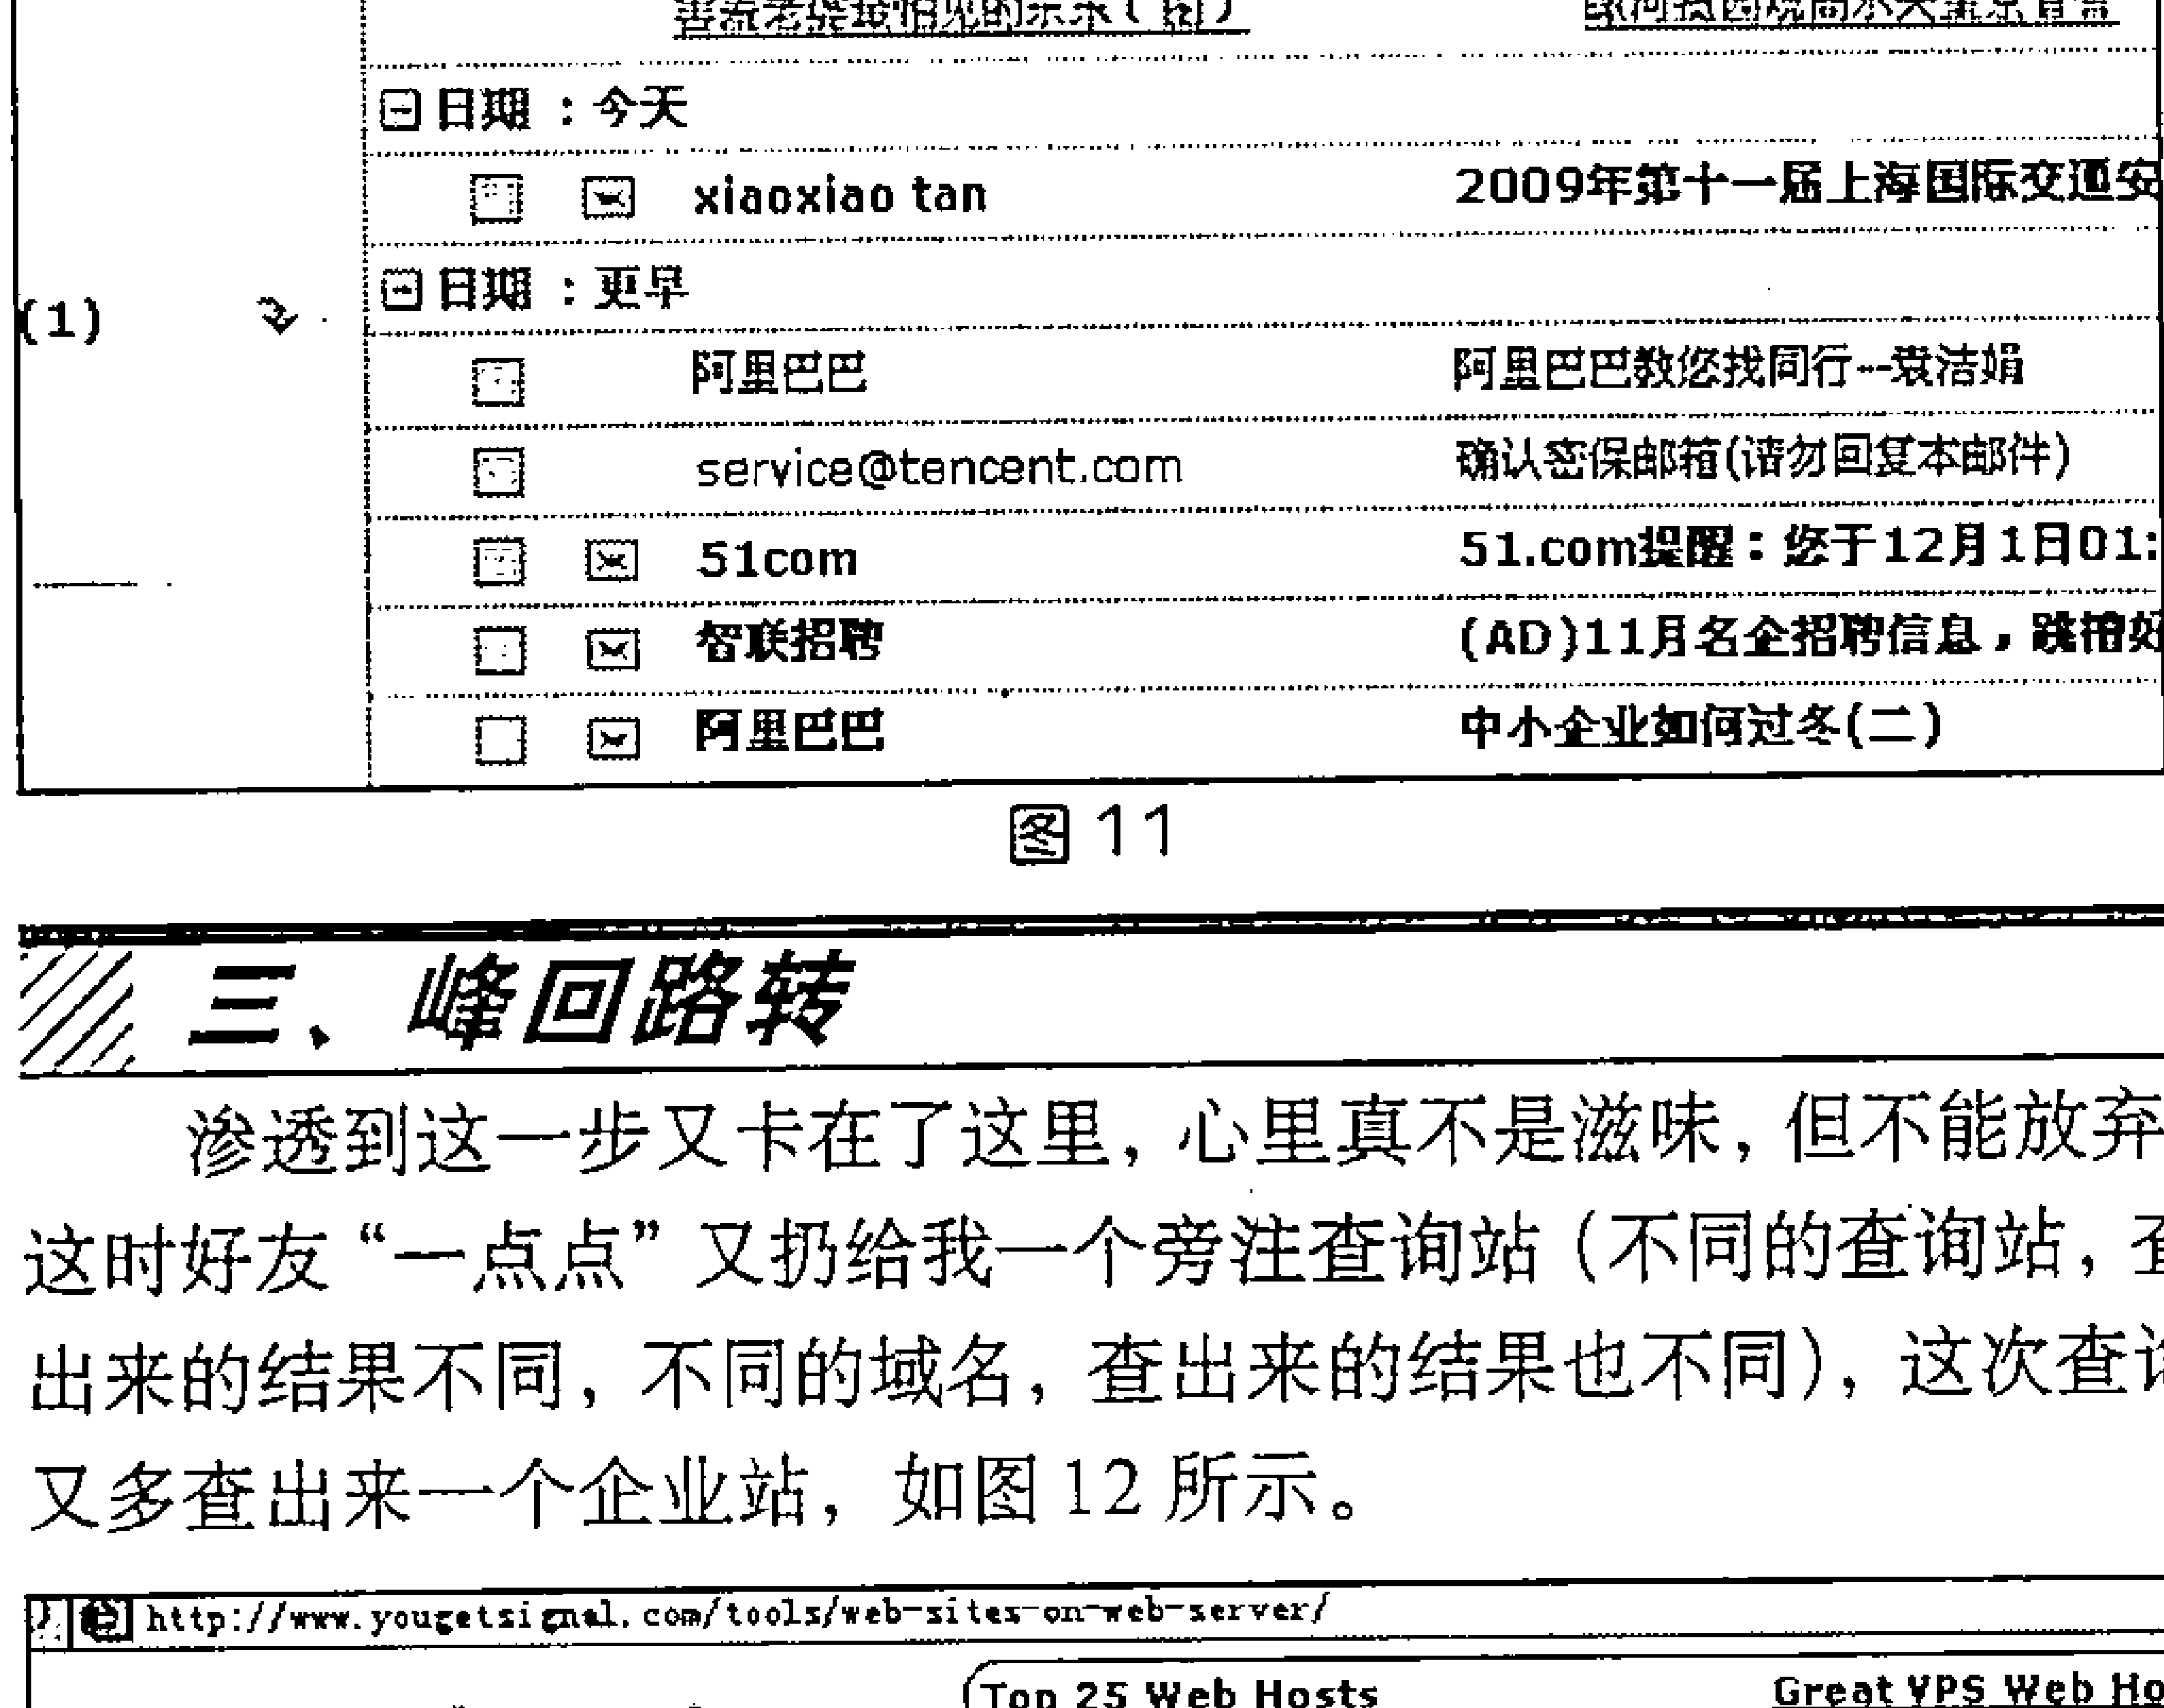 日期：今天
xiaoxiao tan 2009年第十一届上海国际交通安
日期：更早
(1)
阿里巴巴 阿里巴巴教您找同行--袁洁娟
service@tencent.com 确认密保邮箱(请勿回复本邮件)
51com 51.com提醒：您于12月1日01:
智联招聘 (AD)11月名企招聘信息，跳槽好
阿里巴巴 中小企业如何过冬(二)
图 11
三、峰回路转
渗透到这一步又卡在了这里，心里真不是滋味，但不能放弃
这时好友“一点点”又扔给我一个旁注查询站（不同的查询站，查
出来的结果不同，不同的域名，查出来的结果也不同），这次查询
又多查出来一个企业站，如图 12 所示。
http://www.yougetsignal.com/tools/web-sites-on-web-server/
Top 25 Web Hosts Great VPS Web Ho